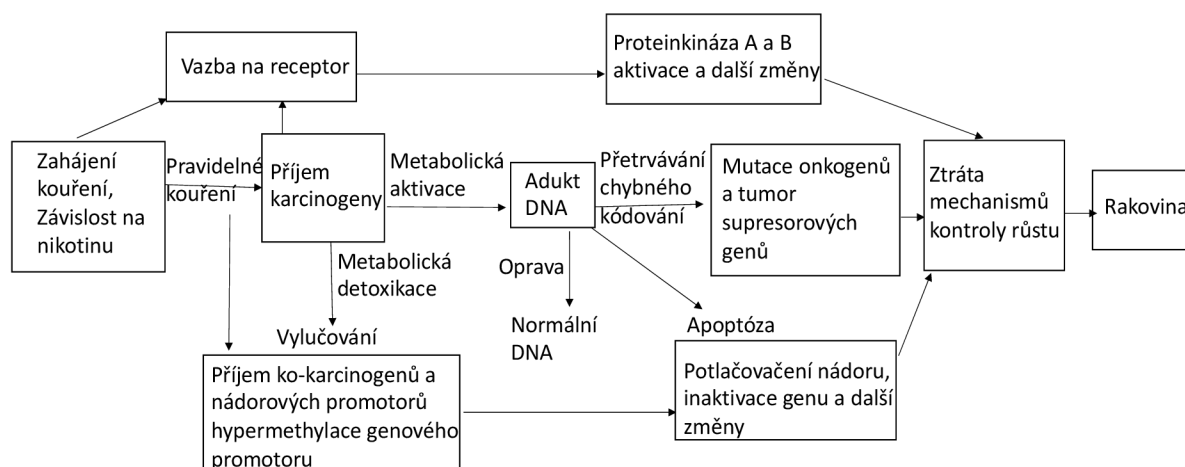 Vazba na receptor
Proteinkináza A a B
aktivace a další změny
Zahájení
kouření,
Závislost na
nikotinu
Pravidelné
kouření
Příjem
karcinogeny
Metabolická
aktivace
Adukt
DNA
Přetrvávání
chybného
kódování
Mutace onkogenů
a tumor
supresorových
genů
Ztráta
mechanismů
kontroly růstu
Rakovina
Metabolická
detoxikace
Vylučování
Oprava
Normální
DNA
Apoptóza
Příjem ko-karcinogenů a
nádorových promotorů
hypermethylace genového
promotoru
Potlačovačení nádoru,
inaktivace genu a další
změny